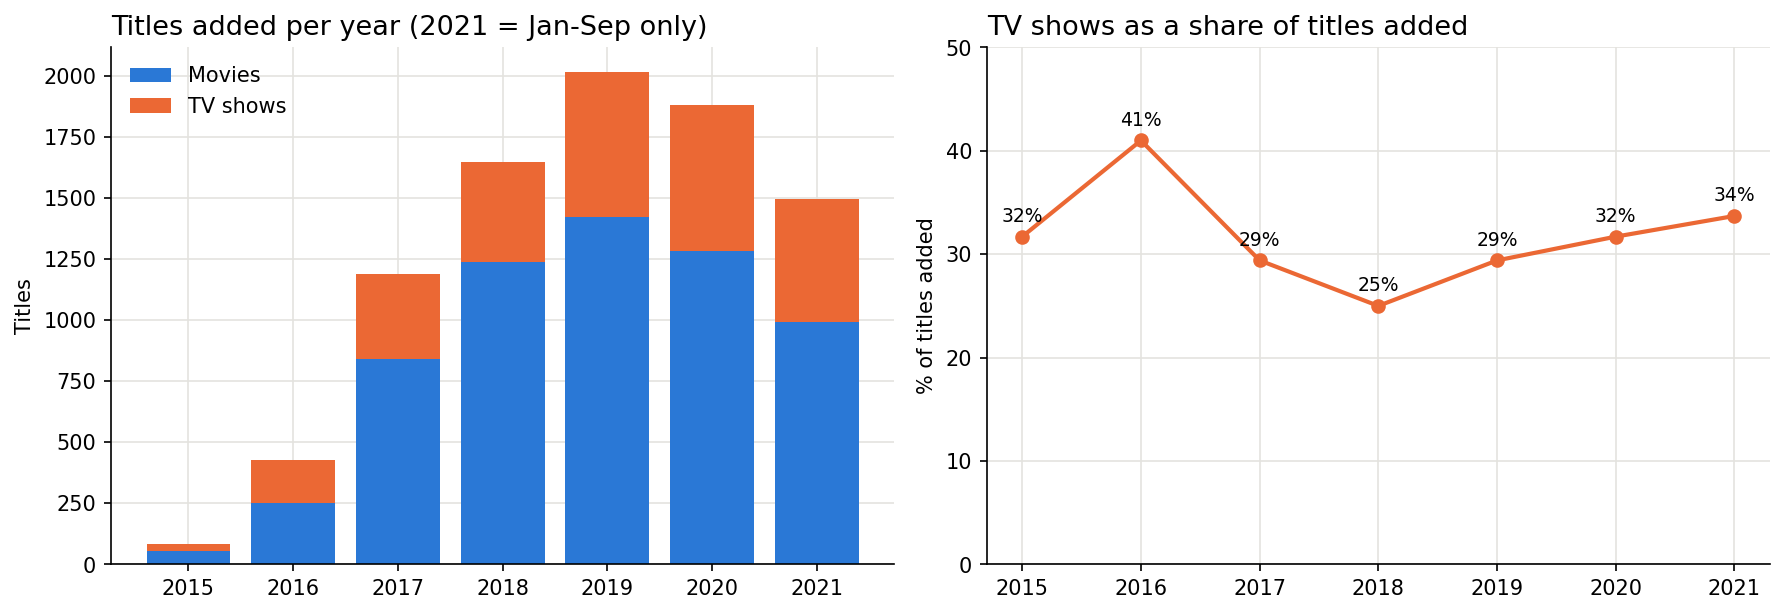 Titles added per year (2021 = Jan-Sep only)
Movies
TV shows
Titles
2000
1750
1500
1250
1000
750
500
250
0
2015 2016 2017 2018 2019 2020 2021
TV shows as a share of titles added
% of titles added
50
40
30
20
10
0
32% 41% 29% 25% 29% 32% 34%
2015 2016 2017 2018 2019 2020 2021